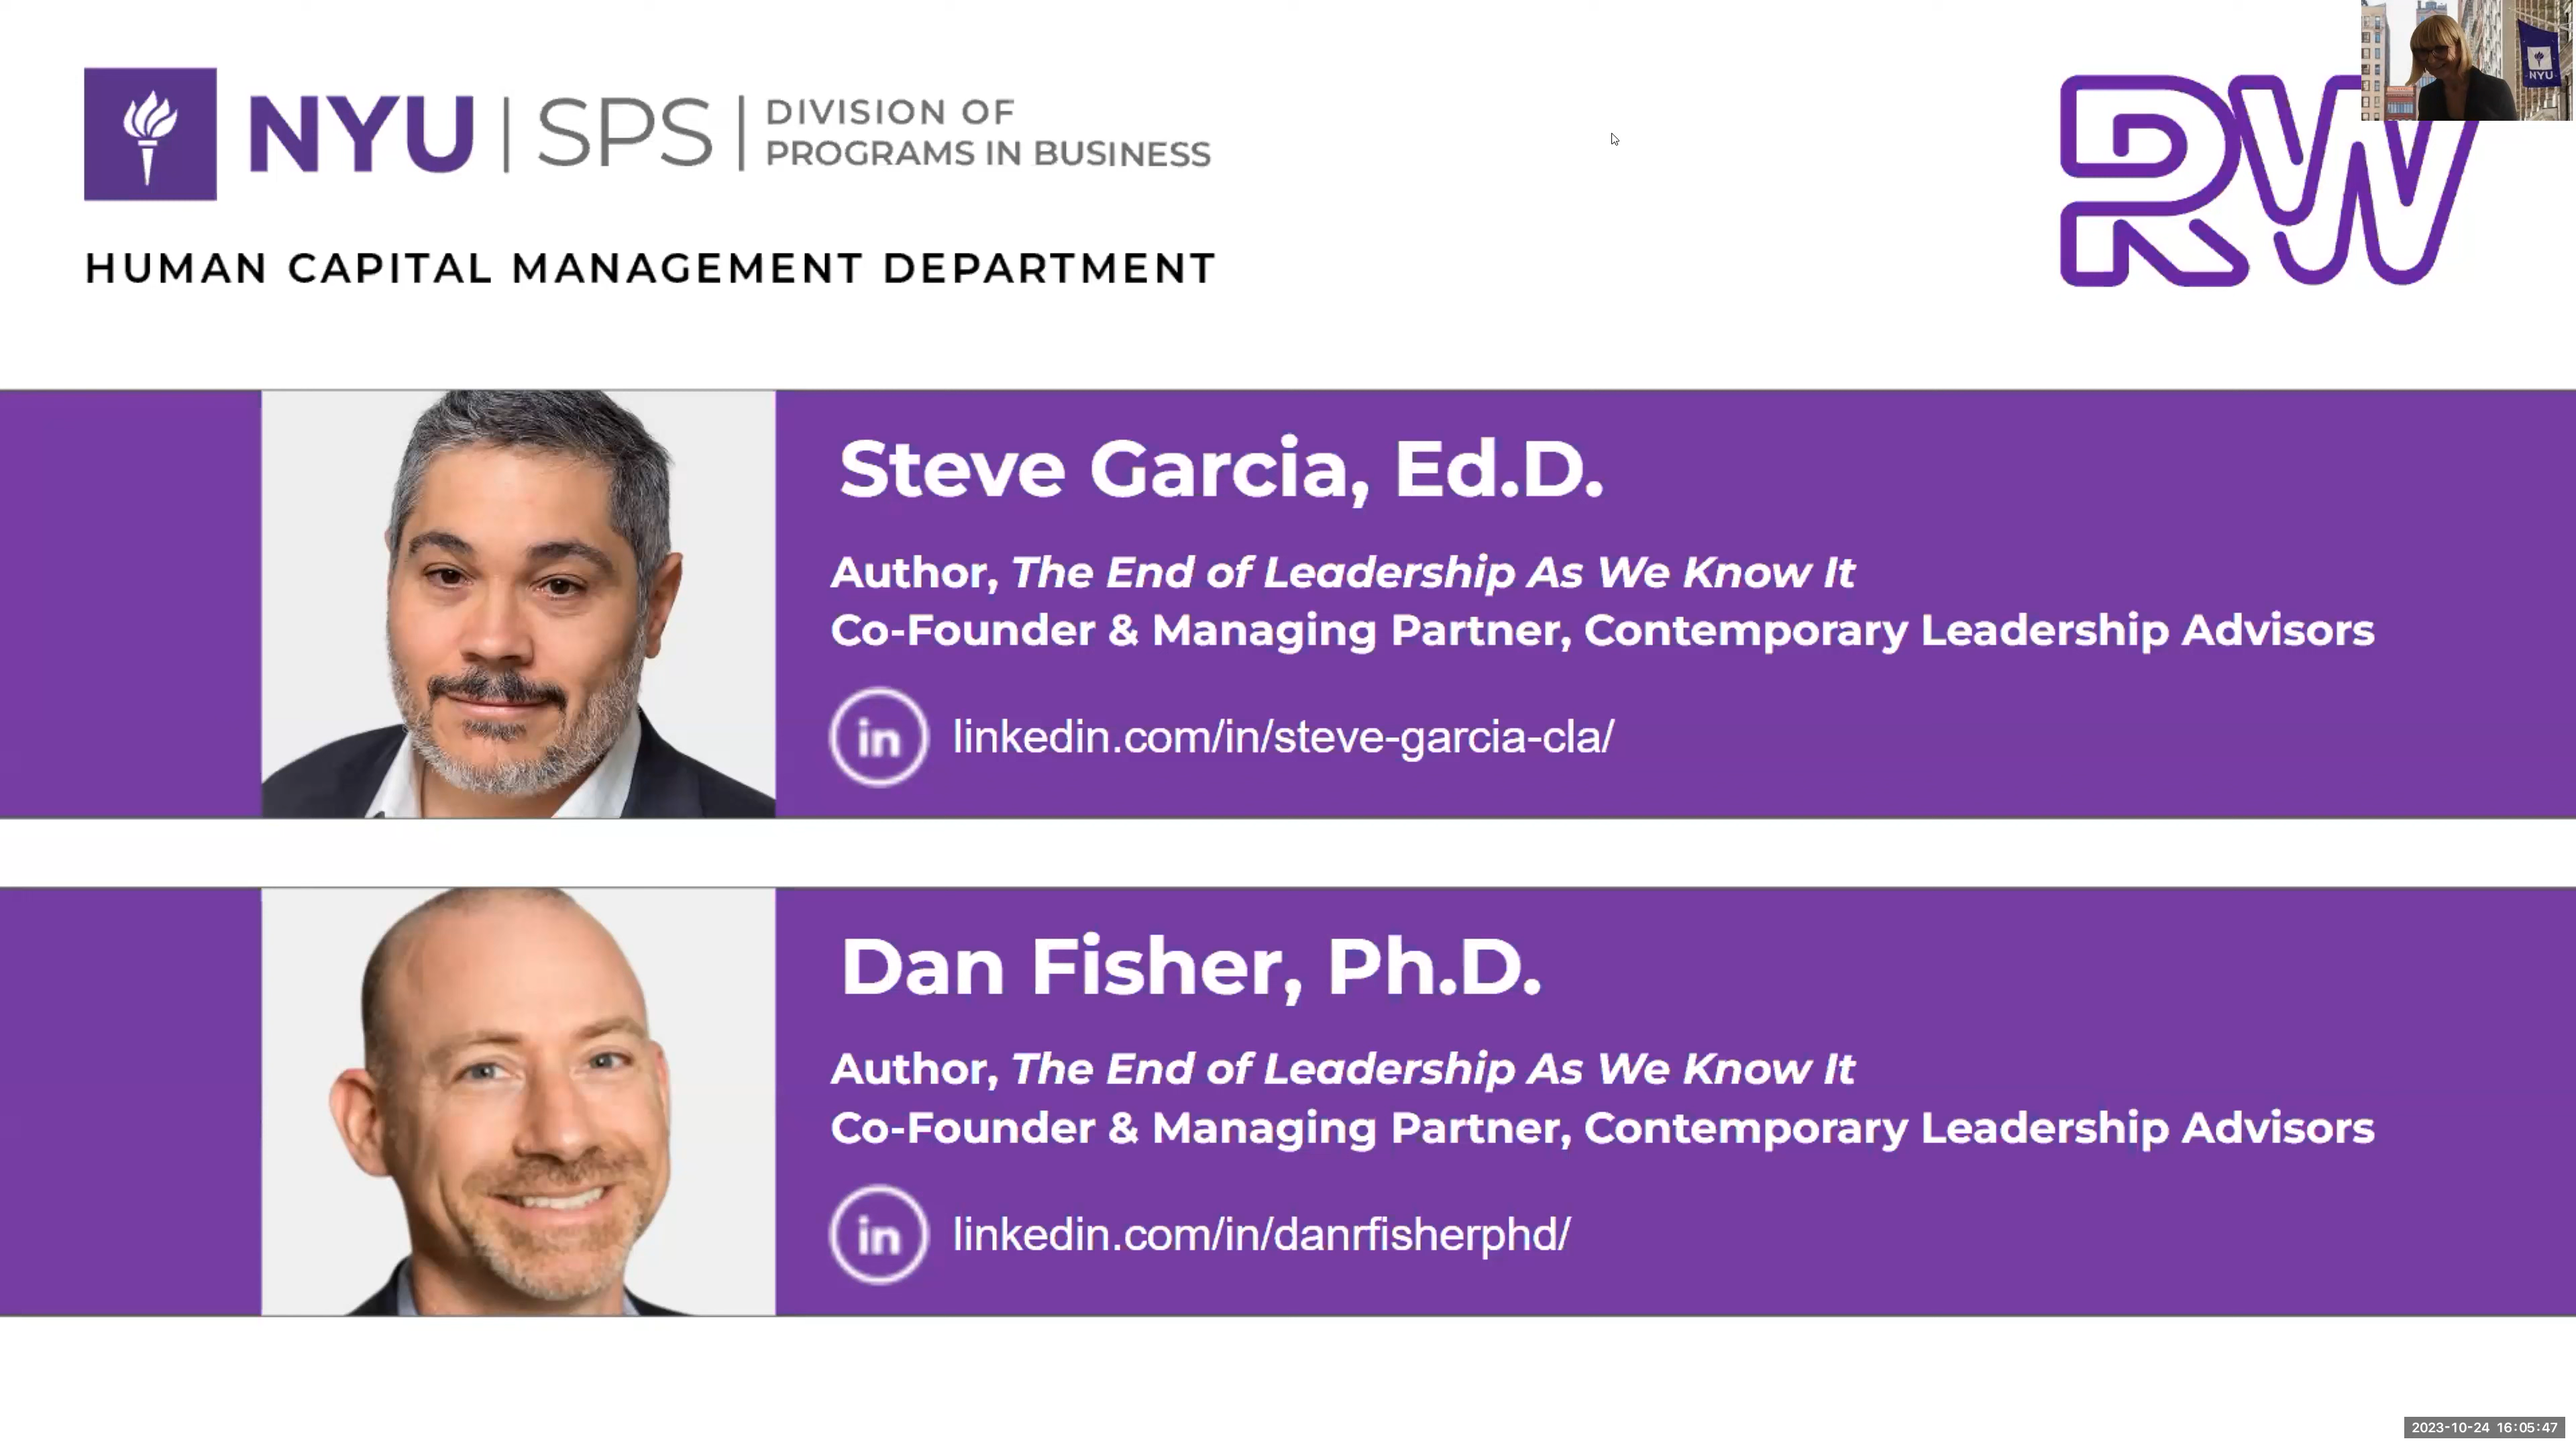 NYU | SPS | DIVISION OF
PROGRAMS IN BUSINESS
NYU
RW
HUMAN CAPITAL MANAGEMENT DEPARTMENT
Steve Garcia, Ed.D.
Author, The End of Leadership As We Know It
Co-Founder & Managing Partner, Contemporary Leadership Advisors
in linkedin.com/in/steve-garcia-cla/
Dan Fisher, Ph.D.
Author, The End of Leadership As We Know It
Co-Founder & Managing Partner, Contemporary Leadership Advisors
in linkedin.com/in/danrfisherphd/
2023-10-24 16:05:47